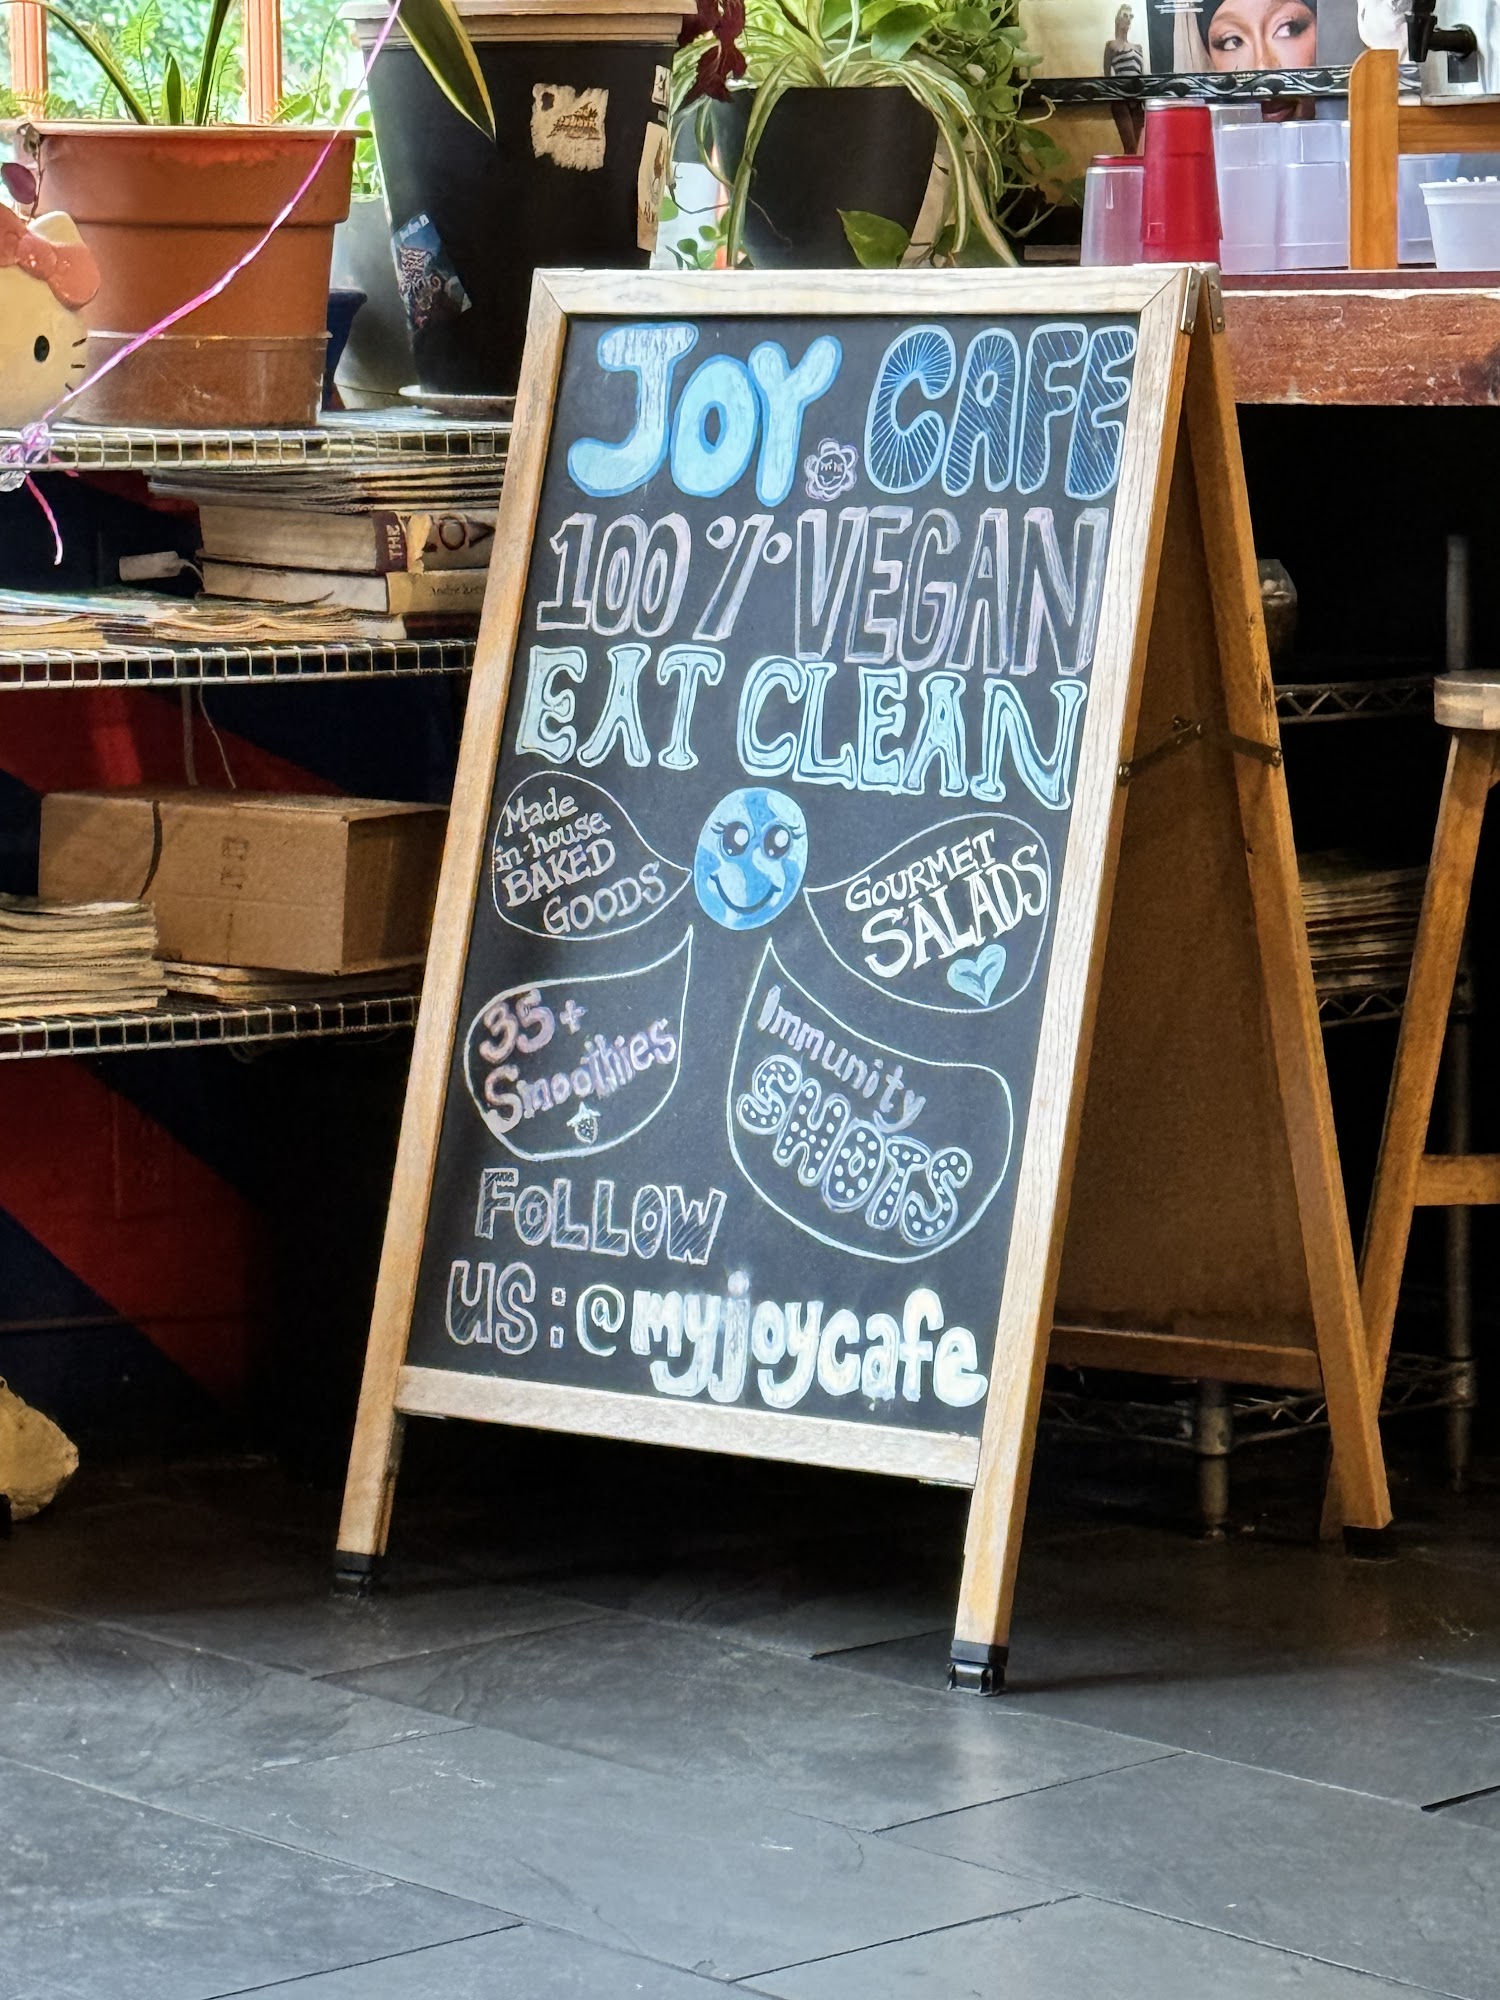 JOY CAFE
100% VEGAN
EAT CLEAN
Made
in-house
BAKED
GOODS
GOURMET
SALADS
35+
Smoothies
Immunity
SHOTS
FOLLOW
US: @myjoycafe
THE